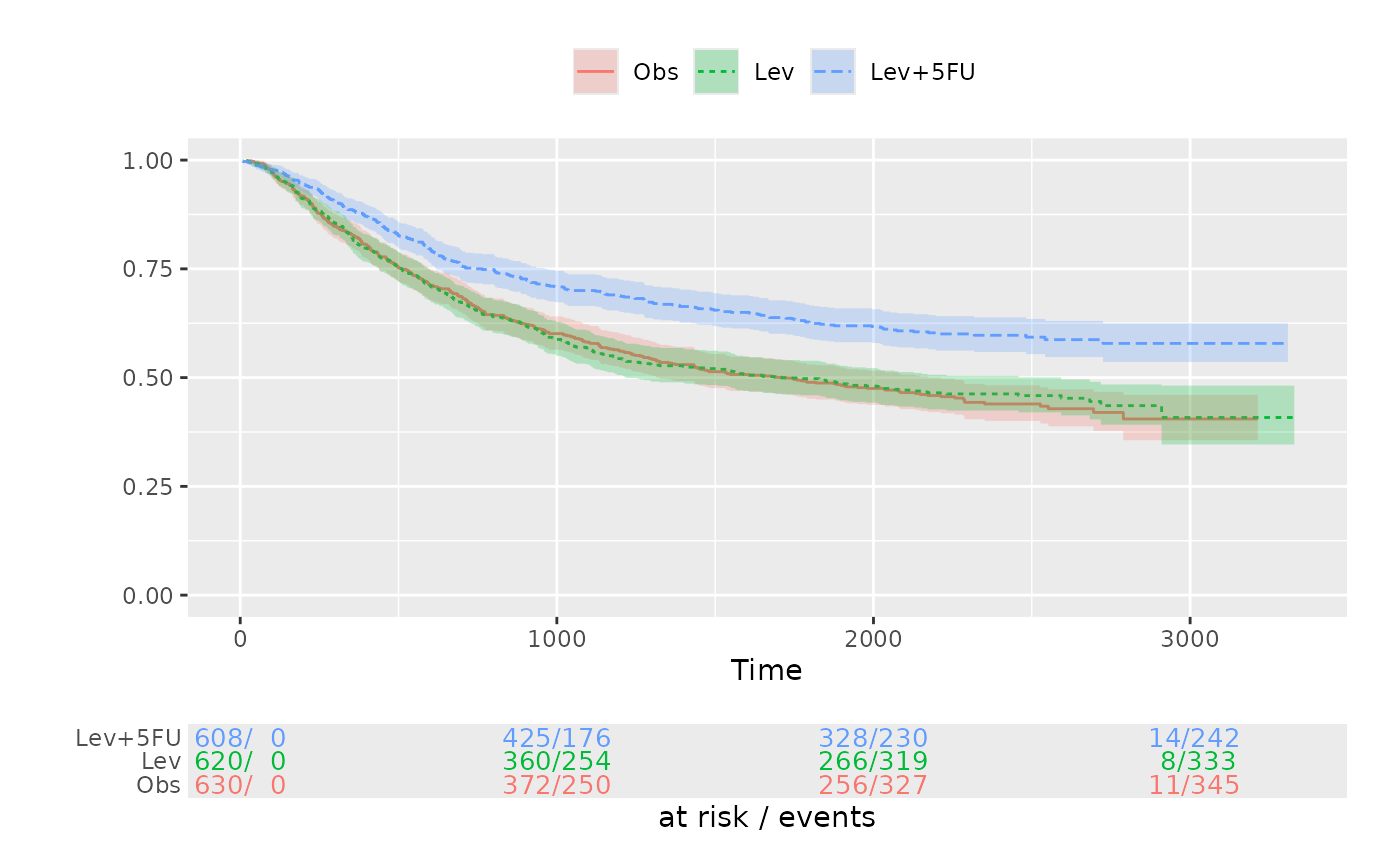 Obs Lev Lev+5FU
1.00
0.75
0.50
0.25
0.00
0 1000 2000 3000
Time
Lev+5FU 608/  0 425/176 328/230 14/242
Lev 620/  0 360/254 266/319 8/333
Obs 630/  0 372/250 256/327 11/345
at risk / events